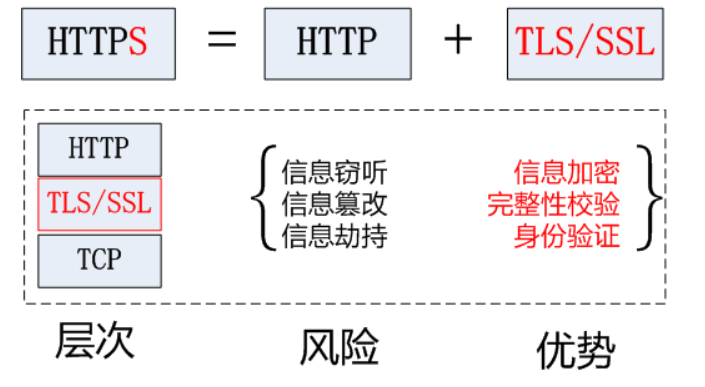 HTTPS = HTTP + TLS/SSL
HTTP
TLS/SSL
TCP
信息窃听
信息篡改
信息劫持
信息加密
完整性校验
身份验证
层次
风险
优势